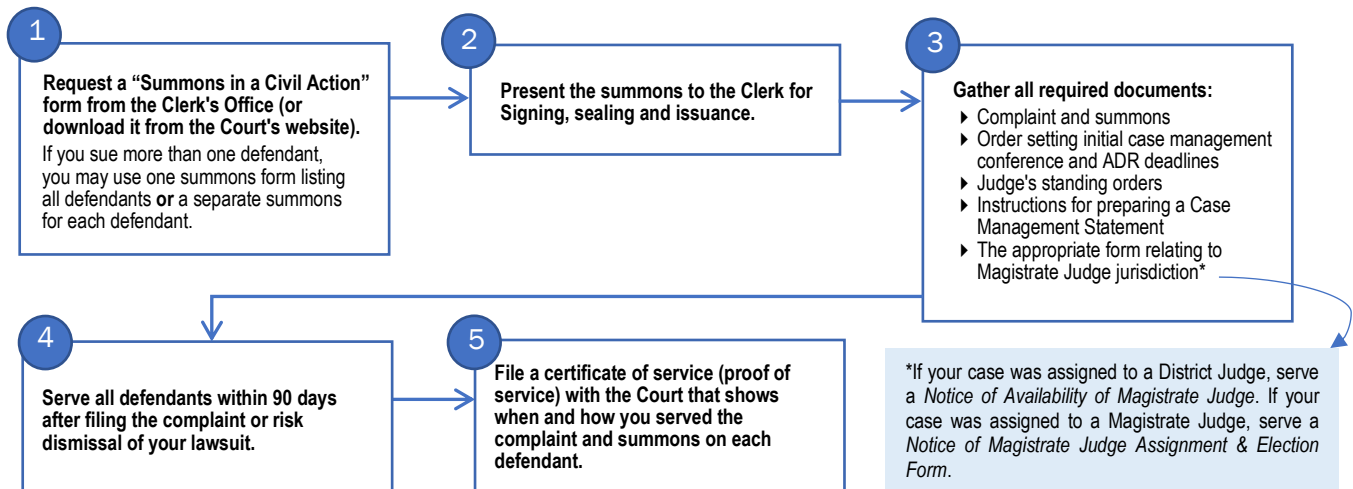 1
Request a “Summons in a Civil Action”
form from the Clerk's Office (or
download it from the Court's website).
If you sue more than one defendant,
you may use one summons form listing
all defendants or a separate summons
for each defendant.
2
Present the summons to the Clerk for
Signing, sealing and issuance.
3
Gather all required documents:
Complaint and summons
Order setting initial case management
conference and ADR deadlines
Judge's standing orders
Instructions for preparing a Case
Management Statement
The appropriate form relating to
Magistrate Judge jurisdiction*
4
Serve all defendants within 90 days
after filing the complaint or risk
dismissal of your lawsuit.
5
File a certificate of service (proof of
service) with the Court that shows
when and how you served the
complaint and summons on each
defendant.
*If your case was assigned to a District Judge, serve
a Notice of Availability of Magistrate Judge. If your
case was assigned to a Magistrate Judge, serve a
Notice of Magistrate Judge Assignment & Election
Form.